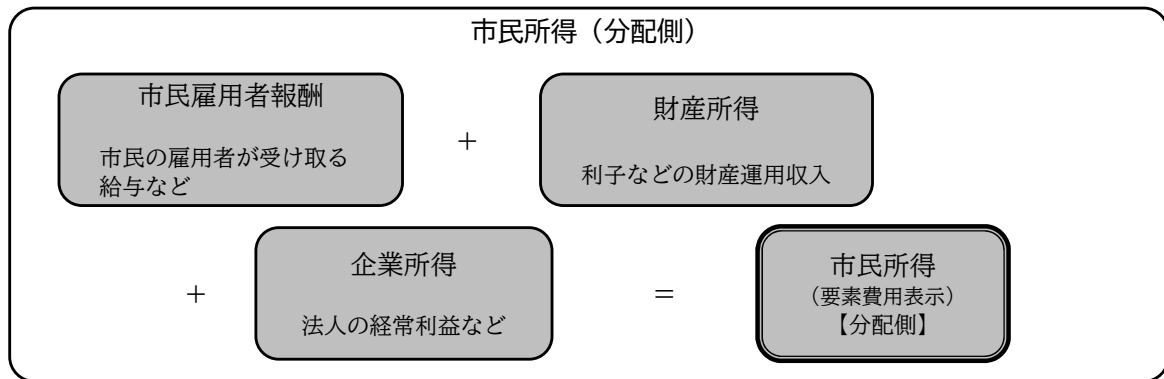 市民所得（分配側）
市民雇用者報酬
市民の雇用者が受け取る
給与など
＋
財産所得
利子などの財産運用収入
＋
企業所得
法人の経常利益など
＝
市民所得
（要素費用表示）
【分配側】